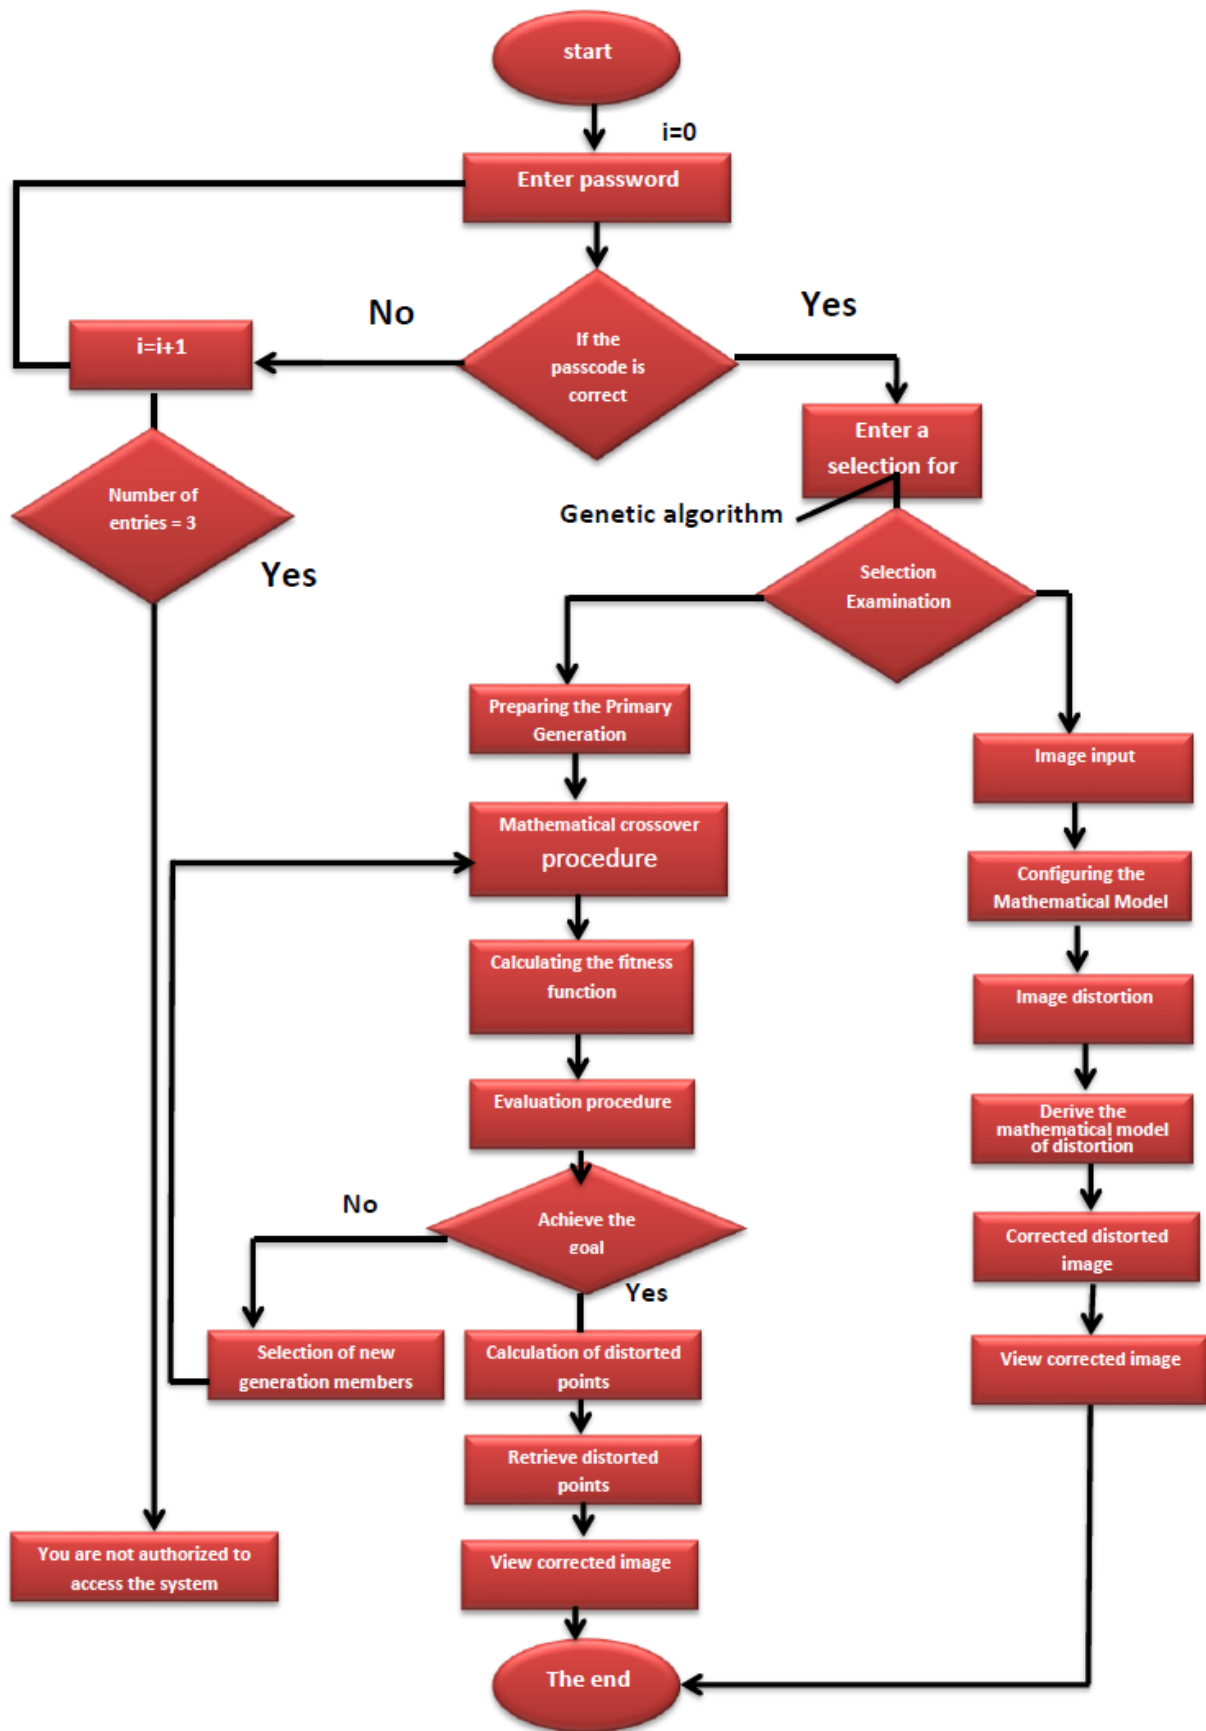 start
i=0
Enter password
No
Yes
i=i+1
If the
passcode is
correct
Enter a
selection for
Number of
entries = 3
Genetic algorithm
Yes
Selection
Examination
Preparing the Primary
Generation
Image input
Mathematical crossover
procedure
Configuring the
Mathematical Model
Calculating the fitness
function
Image distortion
Evaluation procedure
Derive the
mathematical model
of distortion
No
Achieve the
goal
Yes
Corrected distorted
image
Selection of new
generation members
Calculation of distorted
points
View corrected image
Retrieve distorted
points
You are not authorized to
access the system
View corrected image
The end